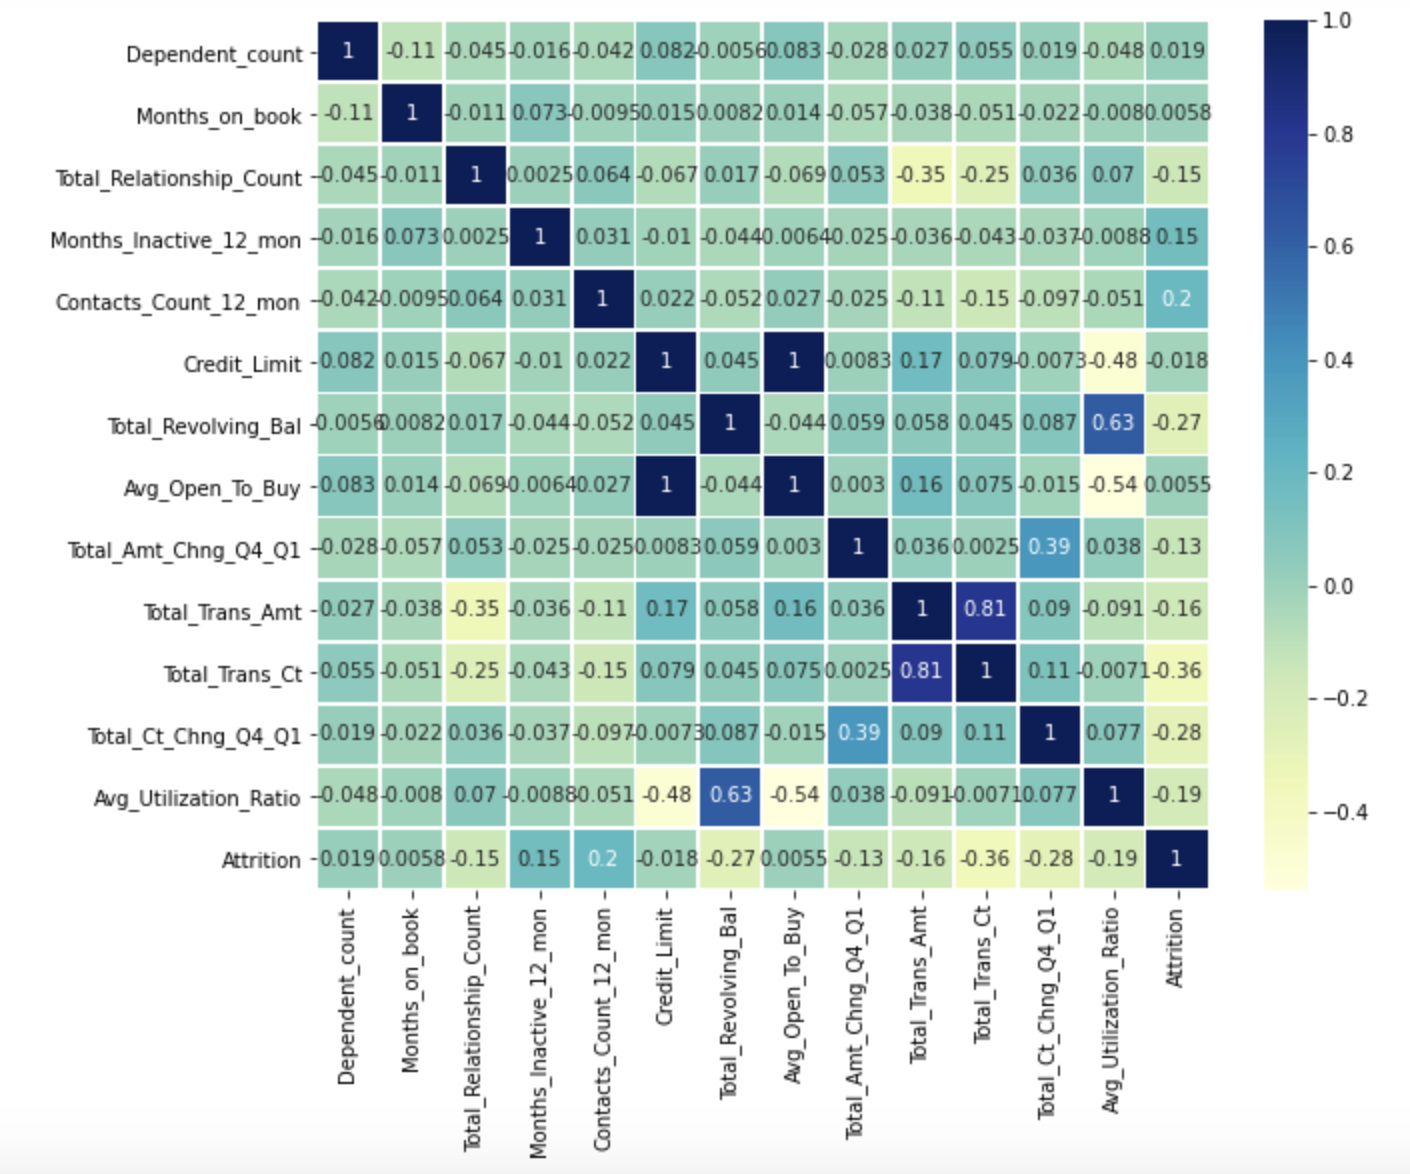 Dependent_count 1 -0.11 -0.045 -0.016 -0.042 0.082 -0.0056 0.083 -0.028 0.027 0.055 0.019 -0.048 0.019
Months_on_book -0.11 1 -0.011 0.073 -0.0095 0.015 0.0082 0.014 -0.057 -0.038 -0.051 -0.022 -0.008 0.0058
Total_Relationship_Count -0.045 -0.011 1 0.0025 0.064 -0.067 0.017 -0.069 0.053 -0.35 -0.25 0.036 0.07 -0.15
Months_Inactive_12_mon -0.016 0.073 0.0025 1 0.031 -0.01 -0.044 -0.0064 -0.025 -0.036 -0.043 -0.037 -0.0088 0.15
Contacts_Count_12_mon -0.042 -0.0095 0.064 0.031 1 0.022 -0.052 0.027 -0.025 -0.11 -0.15 -0.097 -0.051 0.2
Credit_Limit 0.082 0.015 -0.067 -0.01 0.022 1 0.045 1 0.0083 0.17 0.079 -0.0073 -0.48 -0.018
Total_Revolving_Bal -0.0056 0.0082 0.017 -0.044 -0.052 0.045 1 -0.044 0.059 0.058 0.045 0.087 0.63 -0.27
Avg_Open_To_Buy 0.083 0.014 -0.069 -0.0064 0.027 1 -0.044 1 0.003 0.16 0.075 -0.015 -0.54 0.0055
Total_Amt_Chng_Q4_Q1 -0.028 -0.057 0.053 -0.025 -0.025 0.0083 0.059 0.003 1 0.036 0.0025 0.39 0.038 -0.13
Total_Trans_Amt 0.027 -0.038 -0.35 -0.036 -0.11 0.17 0.058 0.16 0.036 1 0.81 0.09 -0.091 -0.16
Total_Trans_Ct 0.055 -0.051 -0.25 -0.043 -0.15 0.079 0.045 0.075 0.0025 0.81 1 0.11 -0.0071 -0.36
Total_Ct_Chng_Q4_Q1 0.019 -0.022 0.036 -0.037 -0.097 -0.0073 0.087 -0.015 0.39 0.09 0.11 1 0.077 -0.28
Avg_Utilization_Ratio -0.048 -0.008 0.07 -0.0088 -0.051 -0.48 0.63 -0.54 0.038 -0.091 -0.0071 0.077 1 -0.19
Attrition 0.019 0.0058 -0.15 0.15 0.2 -0.018 -0.27 0.0055 -0.13 -0.16 -0.36 -0.28 -0.19 1
Dependent_count
Months_on_book
Total_Relationship_Count
Months_Inactive_12_mon
Contacts_Count_12_mon
Credit_Limit
Total_Revolving_Bal
Avg_Open_To_Buy
Total_Amt_Chng_Q4_Q1
Total_Trans_Amt
Total_Trans_Ct
Total_Ct_Chng_Q4_Q1
Avg_Utilization_Ratio
Attrition
1.0
0.8
0.6
0.4
0.2
0.0
−0.2
−0.4